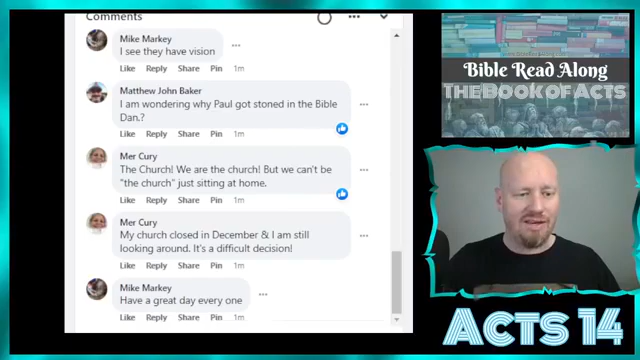 Comments
Mike Markey
I see they have vision
Like Reply Share Pin 1m
Matthew John Baker
I am wondering why Paul got stoned in the Bible
Dan.?
Like Reply Share Pin 1m
Mer Cury
The Church! We are the church! But we can't be
"the church" just sitting at home.
Like Reply Share Pin 1m
Mer Cury
My church closed in December & I am still
looking around. It's a difficult decision!
Like Reply Share Pin 1m
Mike Markey
Have a great day every one
Like Reply Share Pin 1m
Bible Read Along
THE BOOK OF ACTS
ACTS 14